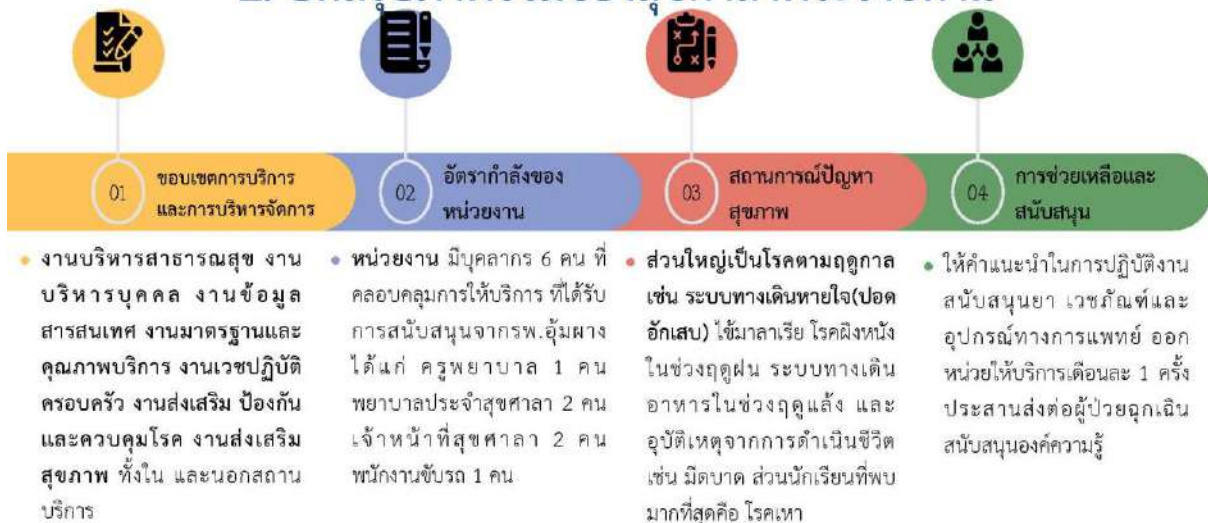 01
ขอบเขตการบริการ
และการบริหารจัดการ
02
อัตรากำลังของ
หน่วยงาน
03
สถานการณ์ปัญหา
สุขภาพ
04
การช่วยเหลือและ
สนับสนุน
• งานบริหารสาธารณสุข งาน
บริหารบุคคล งานข้อมูล
สารสนเทศ งานมาตรฐานและ
คุณภาพบริการ งานเวชปฏิบัติ
ครอบครัว งานส่งเสริม ป้องกัน
และควบคุมโรค งานส่งเสริม
สุขภาพ ทั้งใน และนอกสถาน
บริการ
• หน่วยงาน มีบุคลากร 6 คน ที่
คลอบคลุมการให้บริการ ที่ได้รับ
การสนับสนุนจากรพ.อุ้มผาง
ได้แก่ ครูพยาบาล 1 คน
พยาบาลประจำสุขศาลา 2 คน
เจ้าหน้าที่สุขศาลา 2 คน
พนักงานขับรถ 1 คน
• ส่วนใหญ่เป็นโรคตามฤดูกาล
เช่น ระบบทางเดินหายใจ(ปอด
อักเสบ) ไข้มาลาเรีย โรคผิงหนัง
ในช่วงฤดูฝน ระบบทางเดิน
อาหารในช่วงฤดูแล้ง และ
อุบัติเหตุจากการดำเนินชีวิต
เช่น มีดบาด ส่วนนักเรียนที่พบ
มากที่สุดคือ โรคเหา
• ให้คำแนะนำในการปฏิบัติงาน
สนับสนุนยา เวชภัณฑ์และ
อุปกรณ์ทางการแพทย์ ออก
หน่วยให้บริการเดือนละ 1 ครั้ง
ประสานส่งต่อผู้ป่วยฉุกเฉิน
สนับสนุนองค์ความรู้